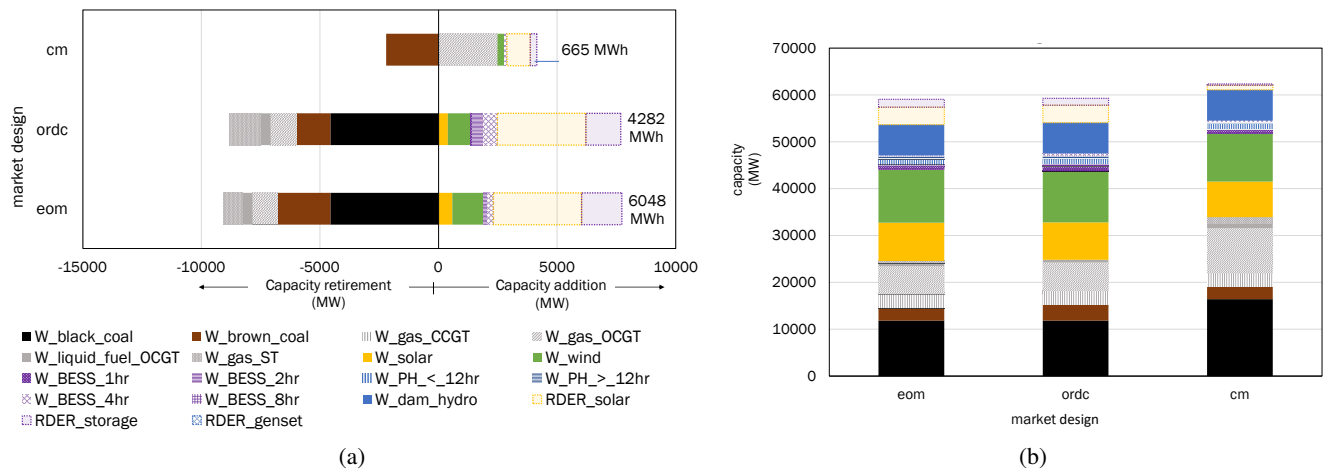 cm
ordc
eom
market design
665 MWh
4282
MWh
6048
MWh
-15000 -10000 -5000 0 5000 10000
Capacity retirement
(MW)
Capacity addition
(MW)
W_black_coal W_brown_coal W_gas_CCGT W_gas_OCGT
W_liquid_fuel_OCGT W_gas_ST W_solar W_wind
W_BESS_1hr W_BESS_2hr W_PH_<_12hr W_PH_>_12hr
W_BESS_4hr W_BESS_8hr W_dam_hydro RDER_solar
RDER_storage RDER_genset
(a)
70000
60000
50000
40000
30000
20000
10000
0
capacity
(MW)
eom ordc cm
market design
(b)